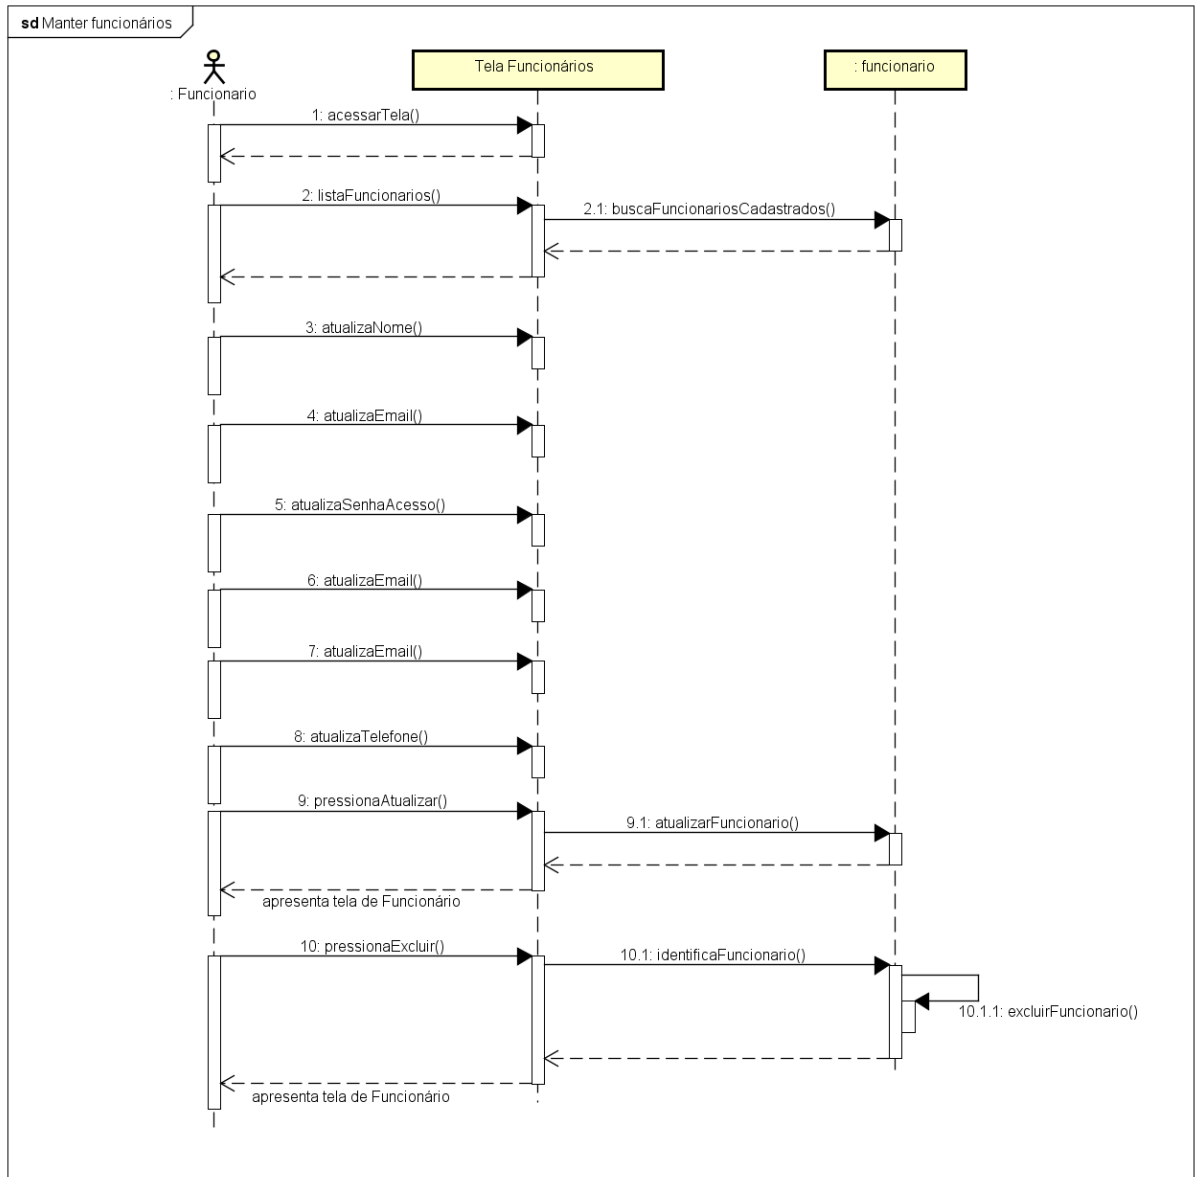 sd Manter funcionários
Tela Funcionários
: funcionario
: Funcionario
1: acessarTela()
2: listaFuncionarios()
2.1: buscaFuncionariosCadastrados()
3: atualizaNome()
4: atualizaEmail()
5: atualizaSenhaAcesso()
6: atualizaEmail()
7: atualizaEmail()
8: atualizaTelefone()
9: pressionaAtualizar()
9.1: atualizarFuncionario()
apresenta tela de Funcionário
10: pressionaExcluir()
10.1: identificaFuncionario()
10.1.1: excluirFuncionario()
apresenta tela de Funcionário